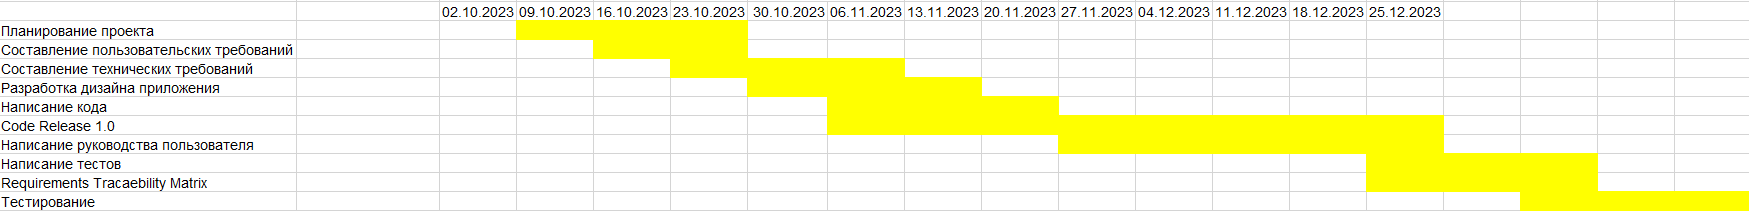 02.10.2023 09.10.2023 16.10.2023 23.10.2023 30.10.2023 06.11.2023 13.11.2023 20.11.2023 27.11.2023 04.12.2023 11.12.2023 18.12.2023 25.12.2023
Планирование проекта
Составление пользовательских требований
Составление технических требований
Разработка дизайна приложения
Написание кода
Code Release 1.0
Написание руководства пользователя
Написание тестов
Requirements Tracaebility Matrix
Тестирование